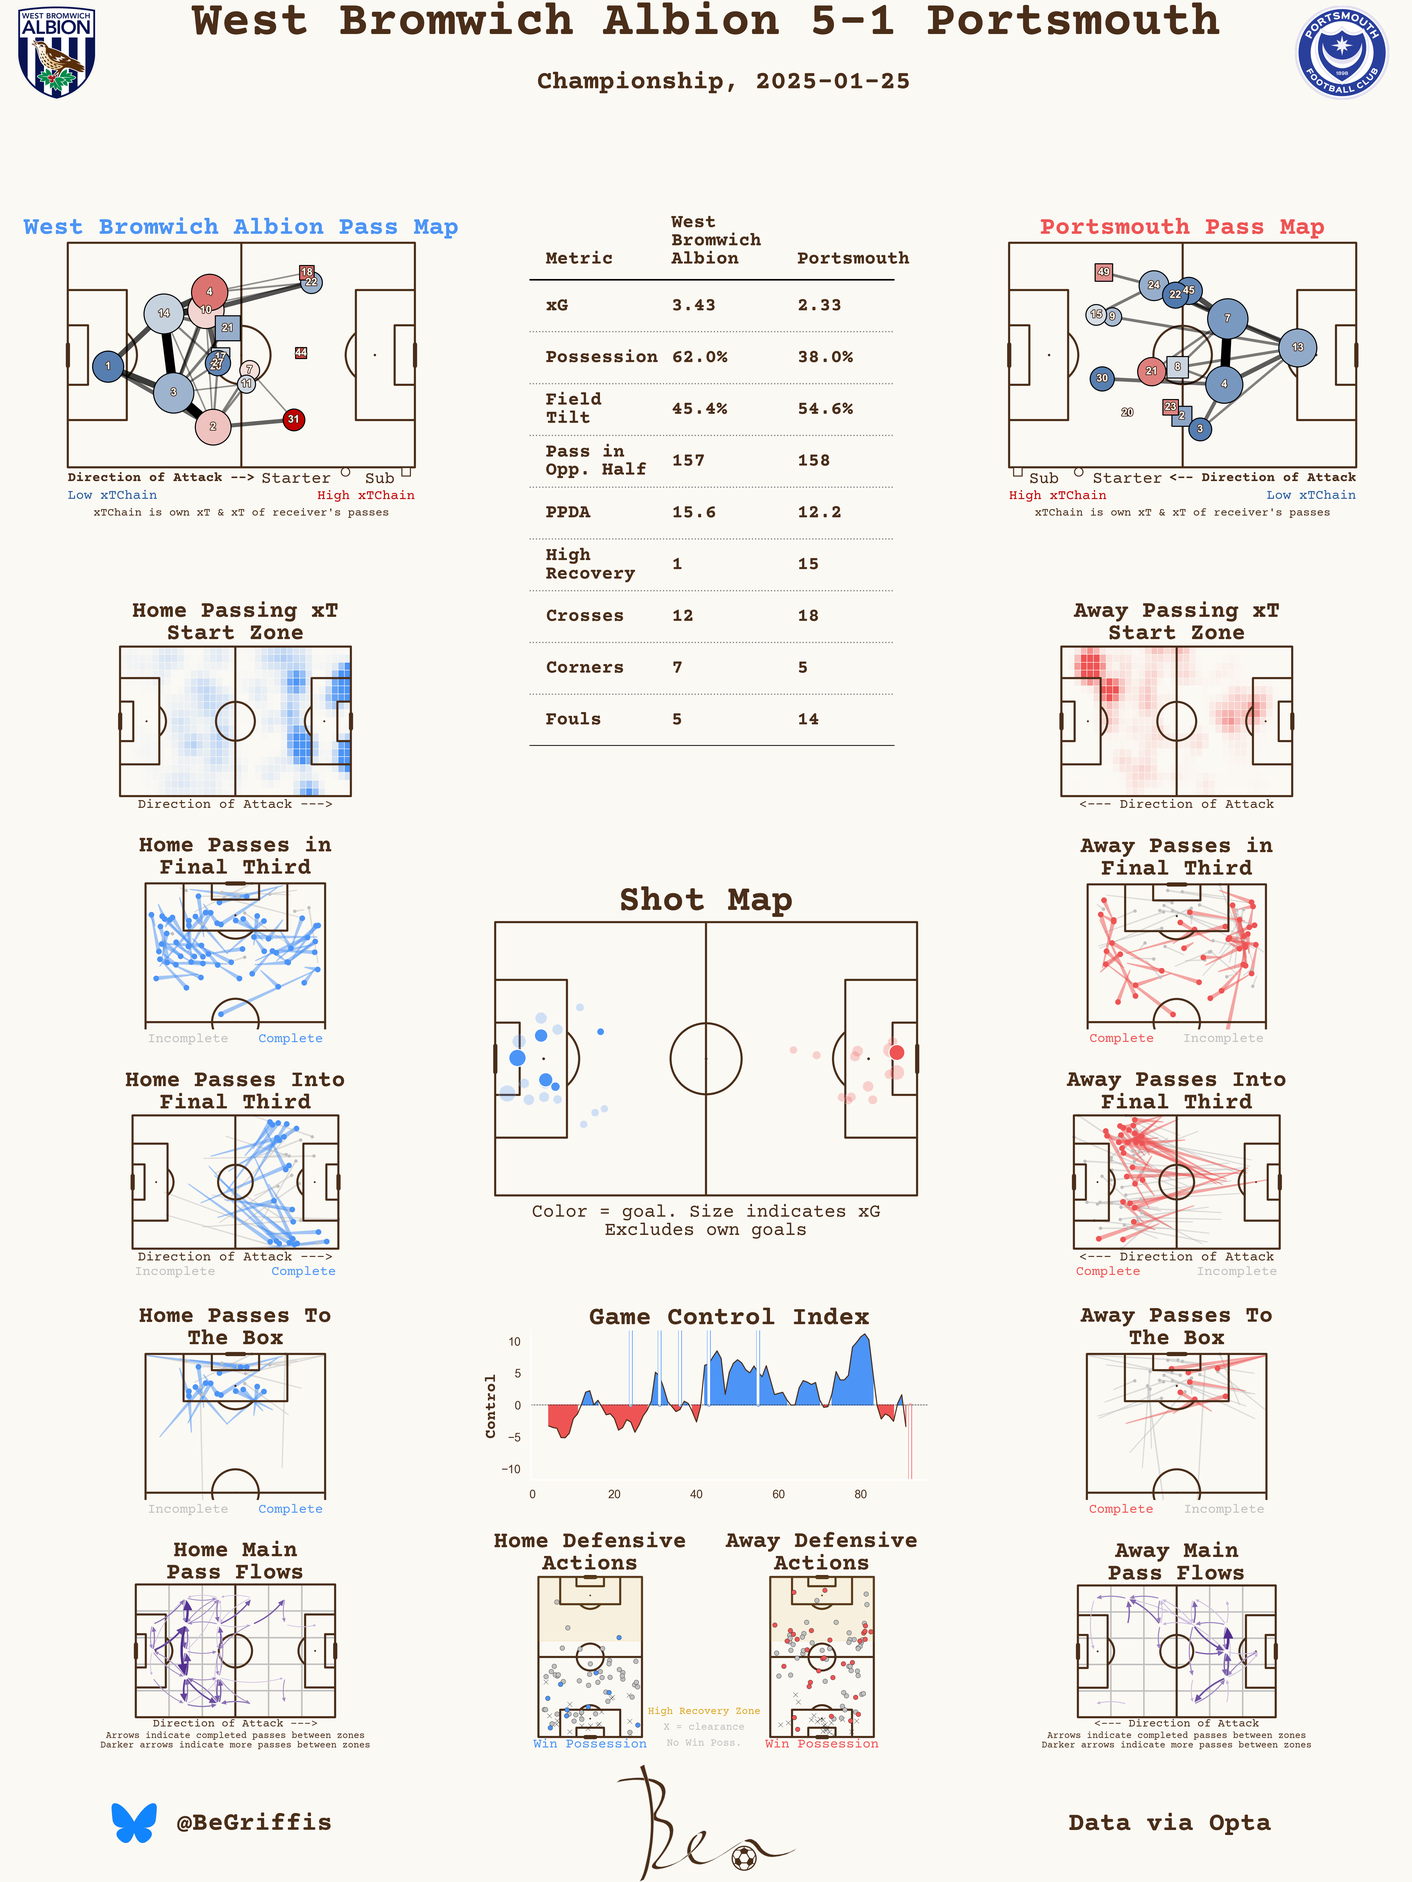 West Bromwich Albion 5-1 Portsmouth
Championship, 2025-01-25
WEST BROMWICH
ALBION
PORTSMOUTH
1898
FOOTBALL CLUB
West Bromwich Albion Pass Map
18
22
4
10
14
21
17
27
1
7
11
44
3
2
31
Direction of Attack --> Starter Sub
Low xTChain High xTChain
xTChain is own xT & xT of receiver's passes
Metric West Bromwich Albion Portsmouth
xG 3.43 2.33
Possession 62.0% 38.0%
Field Tilt 45.4% 54.6%
Pass in Opp. Half 157 158
PPDA 15.6 12.2
High Recovery 1 15
Crosses 12 18
Corners 7 5
Fouls 5 14
Portsmouth Pass Map
49
24
45
22
15
9
7
13
21
8
30
4
20
23
2
3
Sub Starter <-- Direction of Attack
High xTChain Low xTChain
xTChain is own xT & xT of receiver's passes
Home Passing xT
Start Zone
Direction of Attack --->
Away Passing xT
Start Zone
<--- Direction of Attack
Home Passes in
Final Third
Incomplete Complete
Away Passes in
Final Third
Complete Incomplete
Shot Map
Color = goal. Size indicates xG
Excludes own goals
Home Passes Into
Final Third
Direction of Attack --->
Incomplete Complete
Away Passes Into
Final Third
<--- Direction of Attack
Complete Incomplete
Home Passes To
The Box
Incomplete Complete
Game Control Index
Control
10
5
0
−5
−10
0 20 40 60 80
Away Passes To
The Box
Complete Incomplete
Home Main
Pass Flows
Direction of Attack --->
Arrows indicate completed passes between zones
Darker arrows indicate more passes between zones
Home Defensive
Actions
Win Possession
High Recovery Zone
X = clearance
No Win Poss.
Away Defensive
Actions
Win Possession
Away Main
Pass Flows
<--- Direction of Attack
Arrows indicate completed passes between zones
Darker arrows indicate more passes between zones
@BeGriffis
Ben
Data via Opta